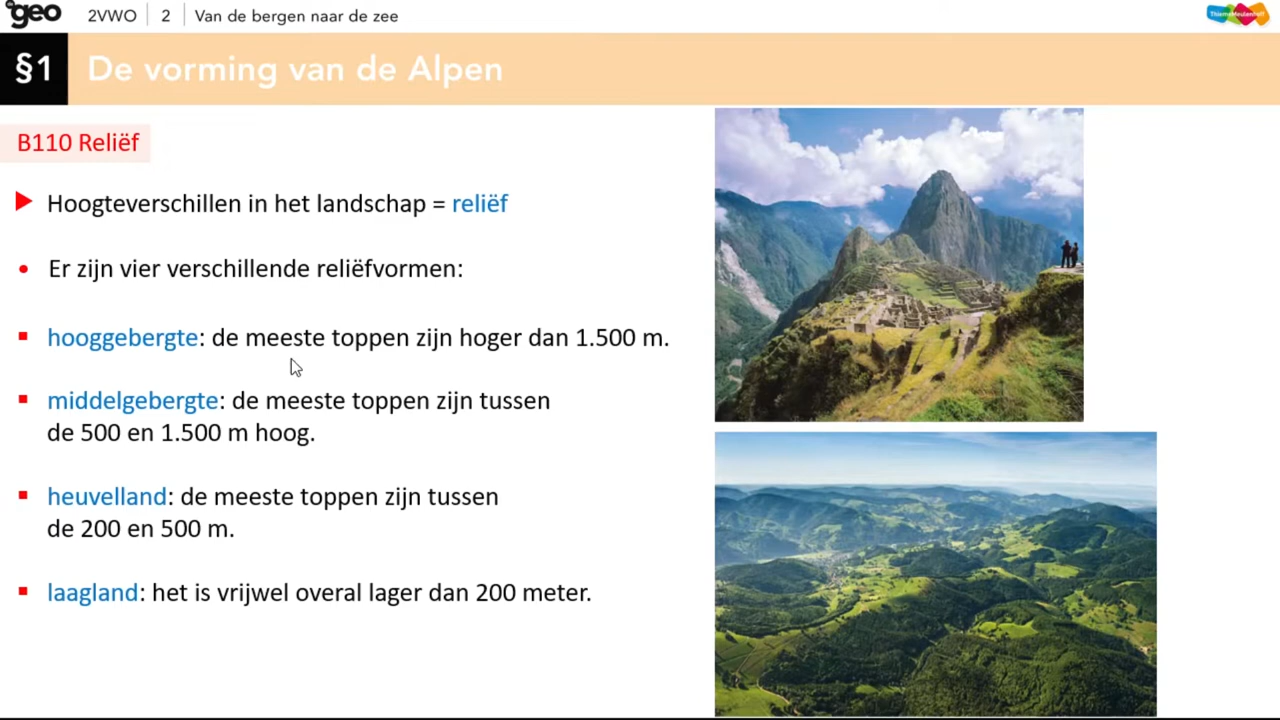 geo
2VWO
2
Van de bergen naar de zee
ThiemeMeulenhoff
§1
De vorming van de Alpen
B110 Reliëf
Hoogteverschillen in het landschap = reliëf
Er zijn vier verschillende reliëfvormen:
hooggebergte: de meeste toppen zijn hoger dan 1.500 m.
middelgebergte: de meeste toppen zijn tussen
de 500 en 1.500 m hoog.
heuvelland: de meeste toppen zijn tussen
de 200 en 500 m.
laagland: het is vrijwel overal lager dan 200 meter.